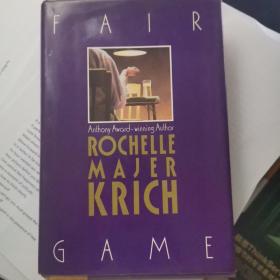 FAIR
Anthony Award-winning Author
ROCHELLE
MAJER
KRICH
GAME